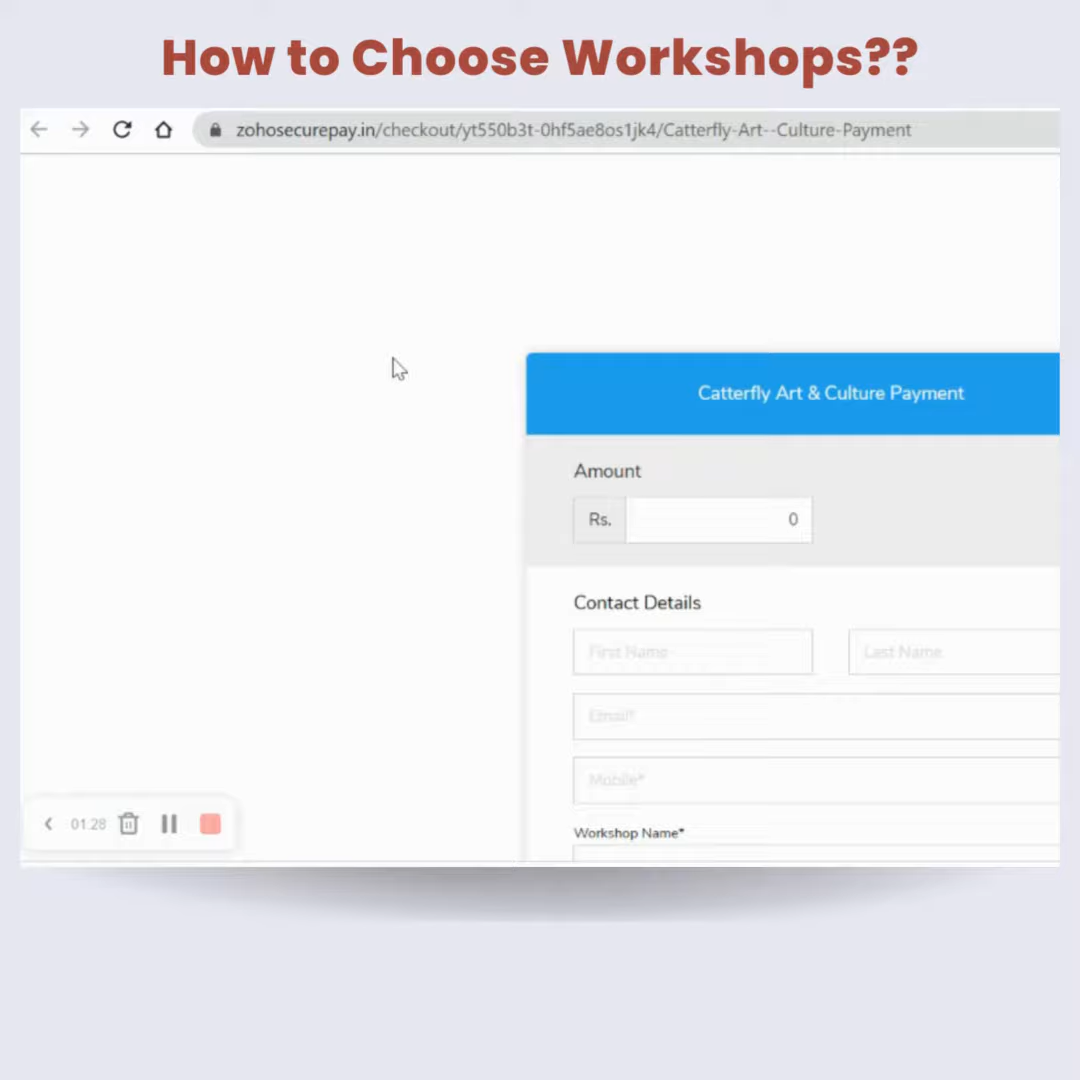 How to Choose Workshops??
zohosecurepay.in/checkout/yt550b3t-0hf5ae8os1jk4/Catterfly-Art--Culture-Payment
Catterfly Art & Culture Payment
Amount
Rs. 0
Contact Details
First Name Last Name
Email*
Mobile*
01.28
Workshop Name*